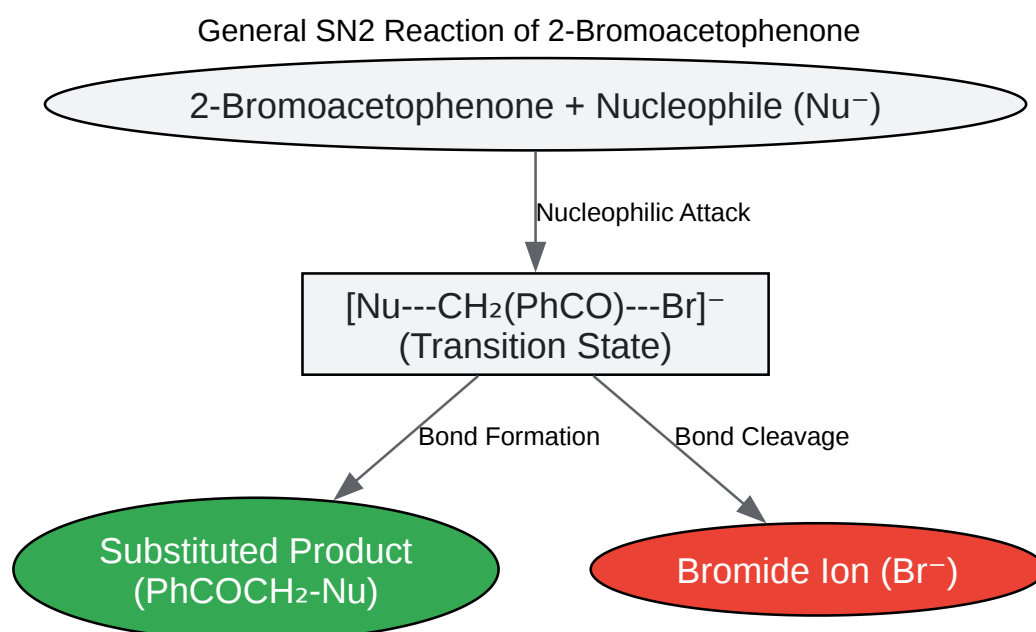 General SN2 Reaction of 2-Bromoacetophenone
2-Bromoacetophenone + Nucleophile (Nu⁻)
Nucleophilic Attack
[Nu---CH₂(PhCO)---Br]⁻
(Transition State)
Bond Formation
Bond Cleavage
Substituted Product
(PhCOCH₂-Nu)
Bromide Ion (Br⁻)